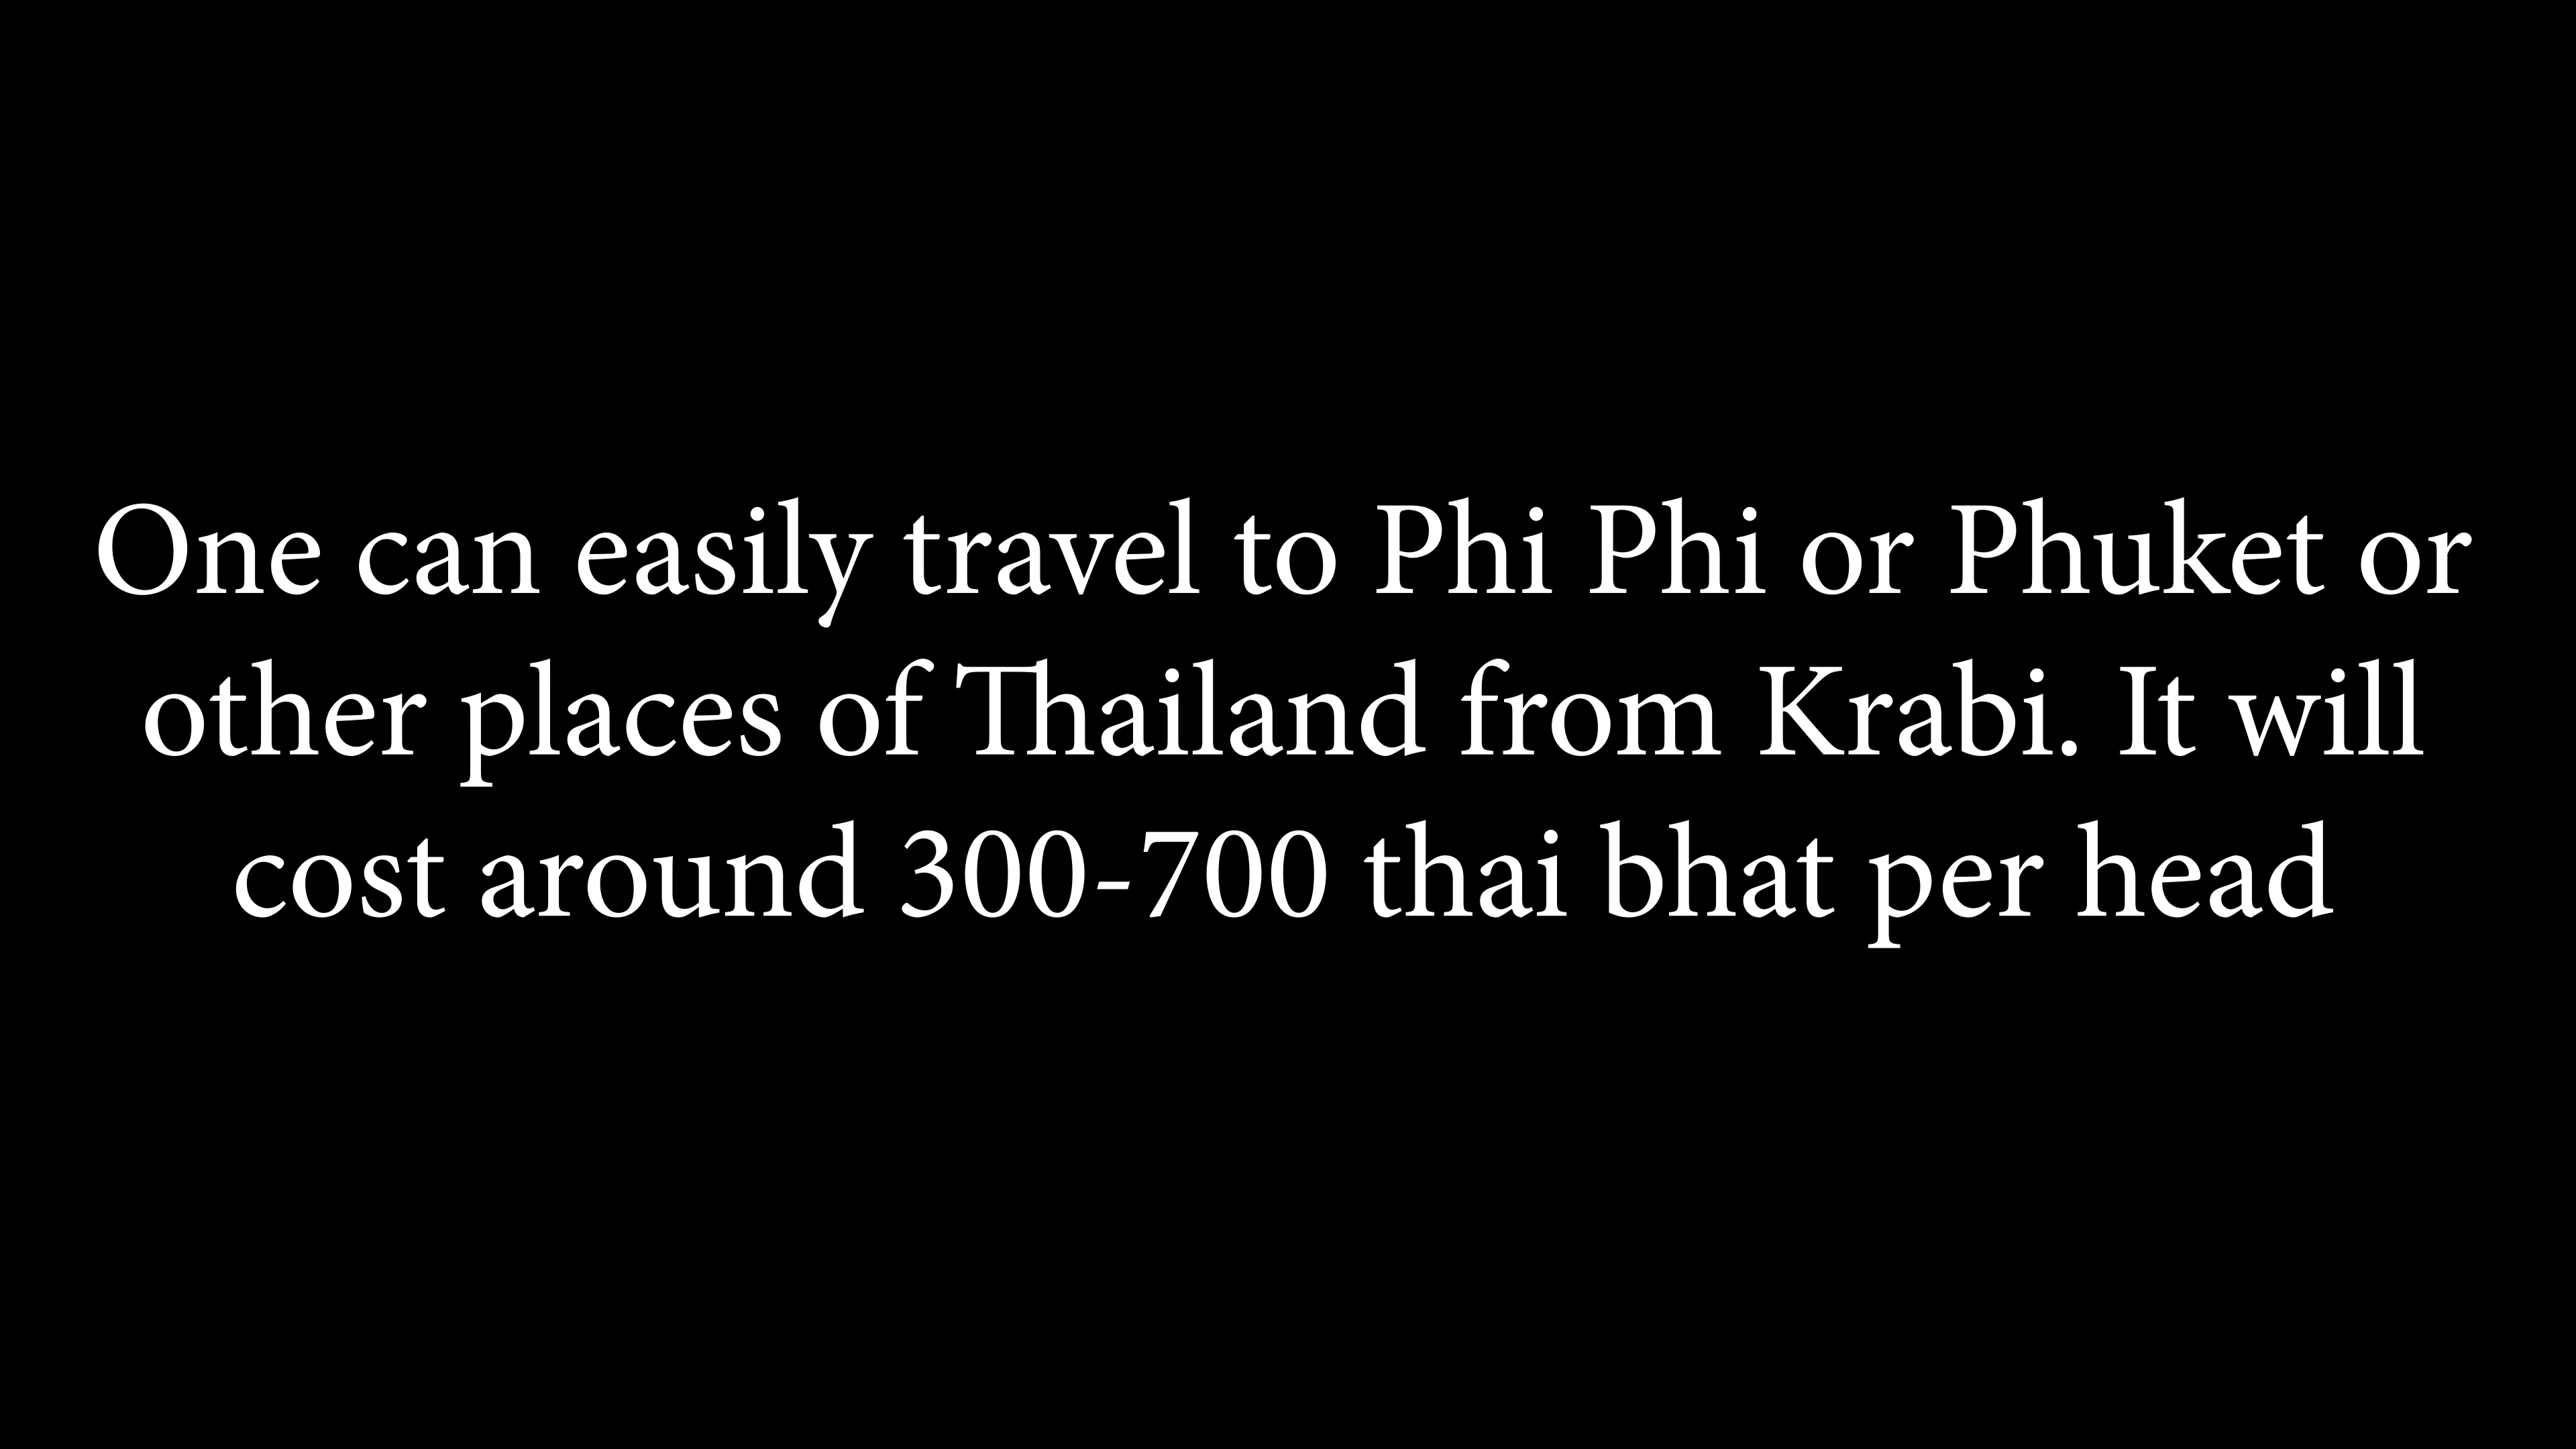 One can easily travel to Phi Phi or Phuket or
other places of Thailand from Krabi. It will
cost around 300-700 thai bhat per head